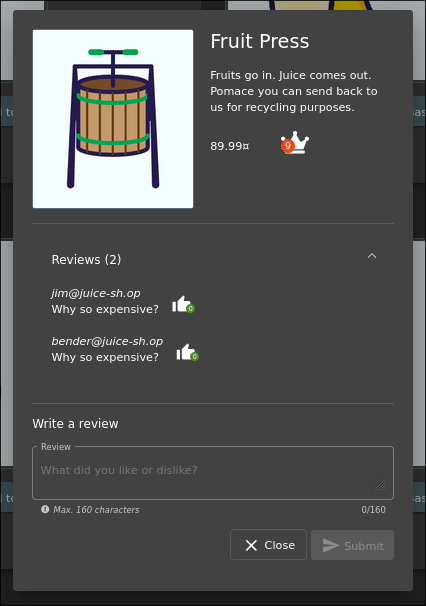 Fruit Press
Fruits go in. Juice comes out.
Pomace you can send back to
us for recycling purposes.
89.99¤
9
Reviews (2)
jim@juice-sh.op
Why so expensive?
0
bender@juice-sh.op
Why so expensive?
0
Write a review
Review
What did you like or dislike?
Max. 160 characters
0/160
Close
Submit